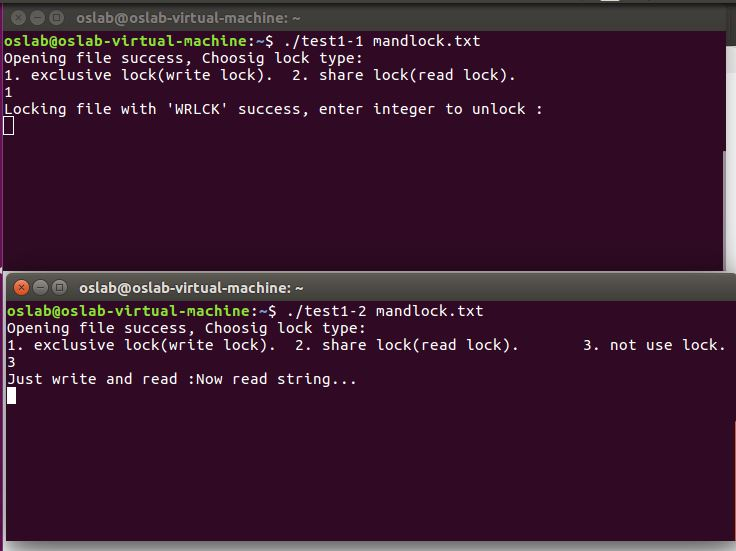 oslab@oslab-virtual-machine: ~
oslab@oslab-virtual-machine:~$ ./test1-1 mandlock.txt
Opening file success, Choosig lock type:
1. exclusive lock(write lock).  2. share lock(read lock).
1
Locking file with 'WRLCK' success, enter integer to unlock :
oslab@oslab-virtual-machine: ~
oslab@oslab-virtual-machine:~$ ./test1-2 mandlock.txt
Opening file success, Choosig lock type:
1. exclusive lock(write lock).  2. share lock(read lock).       3. not use lock.
3
Just write and read :Now read string...